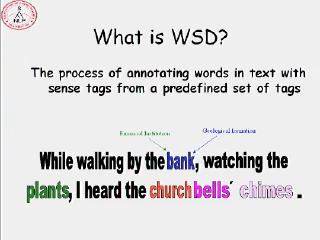 What is WSD?
The process of annotating words in text with
sense tags from a predefined set of tags
Financial Institution
Geological formation
While walking by the bank, watching the
plants, I heard the church bells' chimes .